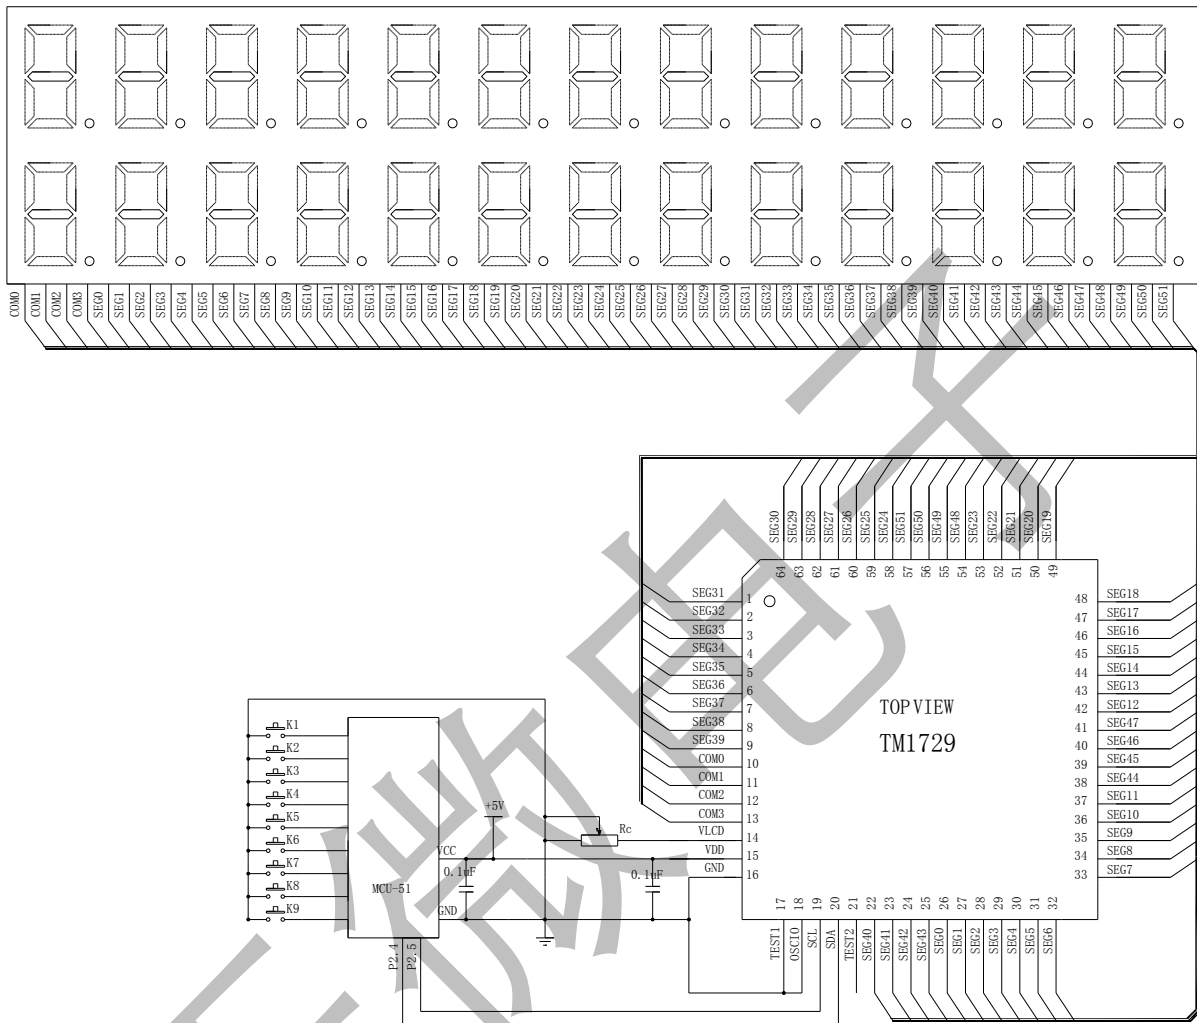 COM0 COM1 COM2 COM3 SEG0 SEG1 SEG2 SEG3 SEG4 SEG5 SEG6 SEG7 SEG8 SEG9 SEG10 SEG11 SEG12 SEG13 SEG14 SEG15 SEG16 SEG17 SEG18 SEG19 SEG20 SEG21 SEG22 SEG23 SEG24 SEG25 SEG26 SEG27 SEG28 SEG29 SEG30 SEG31 SEG32 SEG33 SEG34 SEG35 SEG36 SEG37 SEG38 SEG39 SEG40 SEG41 SEG42 SEG43 SEG44 SEG45 SEG46 SEG47 SEG48 SEG49 SEG50 SEG51
SEG30 SEG29 SEG28 SEG27 SEG26 SEG25 SEG24 SEG51 SEG50 SEG49 SEG48 SEG23 SEG22 SEG21 SEG20 SEG19
64 63 62 61 60 59 58 57 56 55 54 53 52 51 50 49
SEG31 1 48 SEG18
SEG32 2 47 SEG17
SEG33 3 46 SEG16
SEG34 4 45 SEG15
SEG35 5 44 SEG14
SEG36 6 43 SEG13
SEG37 7 42 SEG12
SEG38 8 41 SEG47
SEG39 9 40 SEG46
COM0 10 39 SEG45
COM1 11 38 SEG44
COM2 12 37 SEG11
COM3 13 36 SEG10
VLCD 14 35 SEG9
VDD 15 34 SEG8
GND 16 33 SEG7
TOP VIEW
TM1729
K1
K2
K3
K4
K5
K6
K7
K8
K9
+5V
Rc
VCC
0.1uF
0.1uF
MCU-51
GND
P2.4 P2.5
17 18 19 20 21 22 23 24 25 26 27 28 29 30 31 32
TEST1 OSCIO SCL SDA TEST2 SEG40 SEG41 SEG42 SEG43 SEG0 SEG1 SEG2 SEG3 SEG4 SEG5 SEG6
微电子